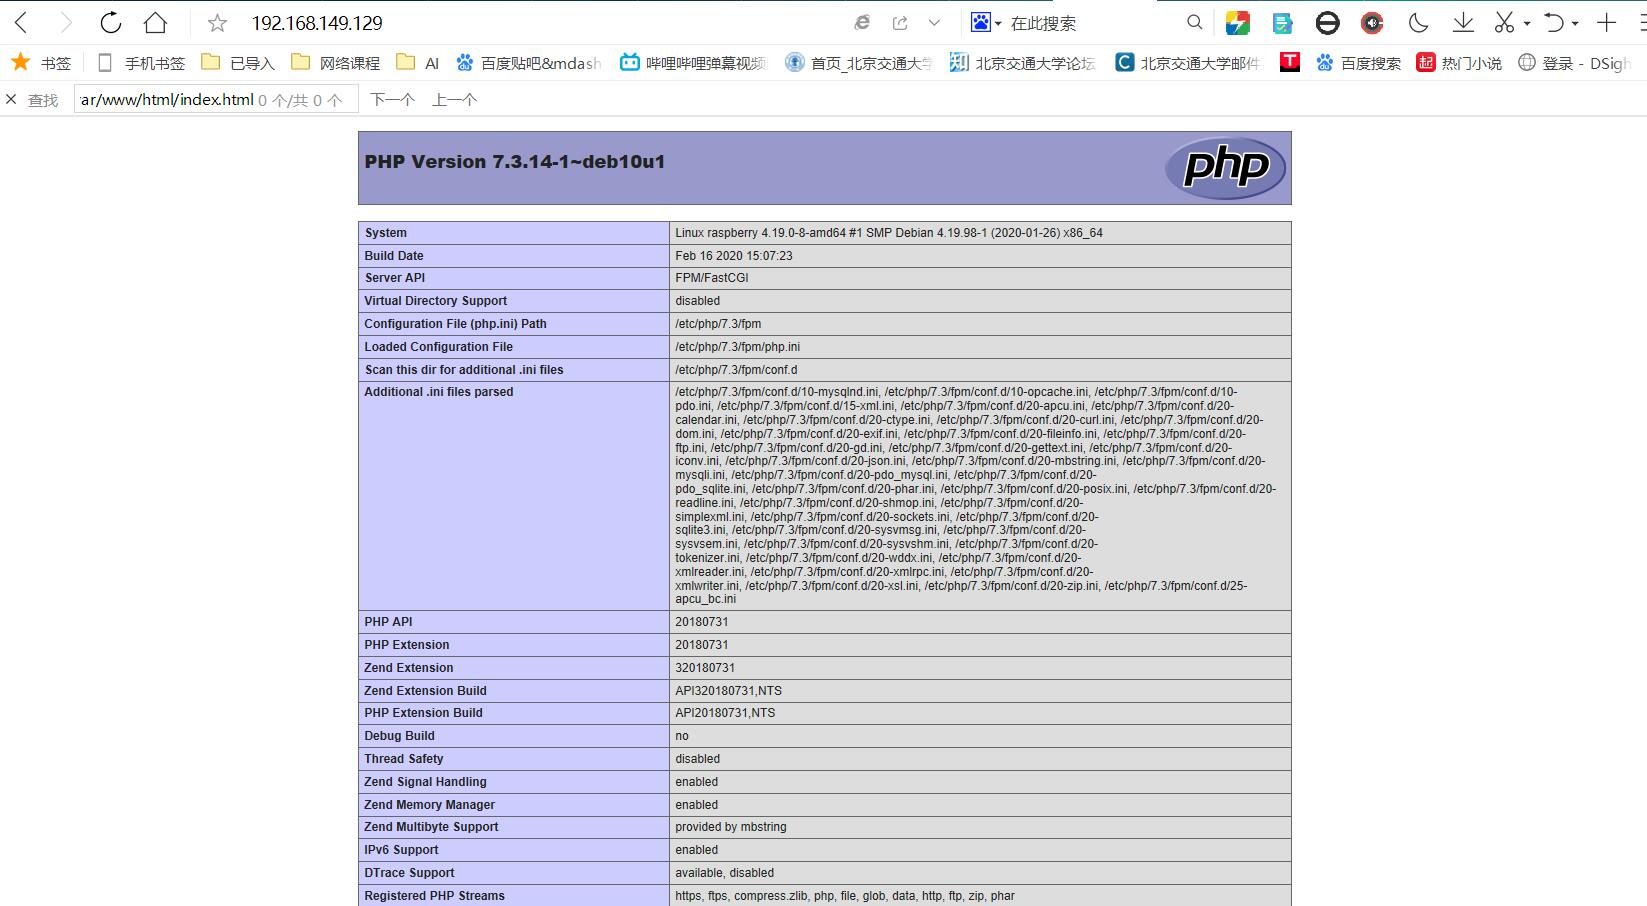 192.168.149.129
在此搜索
书签
手机书签
已导入
网络课程
AI
百度贴吧&mdash
哔哩哔哩弹幕视频
首页_北京交通大学
知
北京交通大学论坛
C
北京交通大学邮件
T
百度搜索
起
热门小说
登录 - DSigh
查找
ar/www/html/index.html 0 个/共 0 个
下一个
上一个
PHP Version 7.3.14-1~deb10u1
php
System Linux raspberry 4.19.0-8-amd64 #1 SMP Debian 4.19.98-1 (2020-01-26) x86_64
Build Date Feb 16 2020 15:07:23
Server API FPM/FastCGI
Virtual Directory Support disabled
Configuration File (php.ini) Path /etc/php/7.3/fpm
Loaded Configuration File /etc/php/7.3/fpm/php.ini
Scan this dir for additional .ini files /etc/php/7.3/fpm/conf.d
Additional .ini files parsed /etc/php/7.3/fpm/conf.d/10-mysqlnd.ini, /etc/php/7.3/fpm/conf.d/10-opcache.ini, /etc/php/7.3/fpm/conf.d/10-
pdo.ini, /etc/php/7.3/fpm/conf.d/15-xml.ini, /etc/php/7.3/fpm/conf.d/20-apcu.ini, /etc/php/7.3/fpm/conf.d/20-
calendar.ini, /etc/php/7.3/fpm/conf.d/20-ctype.ini, /etc/php/7.3/fpm/conf.d/20-curl.ini, /etc/php/7.3/fpm/conf.d/20-
dom.ini, /etc/php/7.3/fpm/conf.d/20-exif.ini, /etc/php/7.3/fpm/conf.d/20-fileinfo.ini, /etc/php/7.3/fpm/conf.d/20-
ftp.ini, /etc/php/7.3/fpm/conf.d/20-gd.ini, /etc/php/7.3/fpm/conf.d/20-gettext.ini, /etc/php/7.3/fpm/conf.d/20-
iconv.ini, /etc/php/7.3/fpm/conf.d/20-json.ini, /etc/php/7.3/fpm/conf.d/20-mbstring.ini, /etc/php/7.3/fpm/conf.d/20-
mysqli.ini, /etc/php/7.3/fpm/conf.d/20-pdo_mysql.ini, /etc/php/7.3/fpm/conf.d/20-
pdo_sqlite.ini, /etc/php/7.3/fpm/conf.d/20-phar.ini, /etc/php/7.3/fpm/conf.d/20-posix.ini, /etc/php/7.3/fpm/conf.d/20-
readline.ini, /etc/php/7.3/fpm/conf.d/20-shmop.ini, /etc/php/7.3/fpm/conf.d/20-
simplexml.ini, /etc/php/7.3/fpm/conf.d/20-sockets.ini, /etc/php/7.3/fpm/conf.d/20-
sqlite3.ini, /etc/php/7.3/fpm/conf.d/20-sysvmsg.ini, /etc/php/7.3/fpm/conf.d/20-
sysvsem.ini, /etc/php/7.3/fpm/conf.d/20-sysvshm.ini, /etc/php/7.3/fpm/conf.d/20-
tokenizer.ini, /etc/php/7.3/fpm/conf.d/20-wddx.ini, /etc/php/7.3/fpm/conf.d/20-
xmlreader.ini, /etc/php/7.3/fpm/conf.d/20-xmlrpc.ini, /etc/php/7.3/fpm/conf.d/20-
xmlwriter.ini, /etc/php/7.3/fpm/conf.d/20-xsl.ini, /etc/php/7.3/fpm/conf.d/20-zip.ini, /etc/php/7.3/fpm/conf.d/25-
apcu_bc.ini
PHP API 20180731
PHP Extension 20180731
Zend Extension 320180731
Zend Extension Build API320180731,NTS
PHP Extension Build API20180731,NTS
Debug Build no
Thread Safety disabled
Zend Signal Handling enabled
Zend Memory Manager enabled
Zend Multibyte Support provided by mbstring
IPv6 Support enabled
DTrace Support available, disabled
Registered PHP Streams https, ftps, compress.zlib, php, file, glob, data, http, ftp, zip, phar